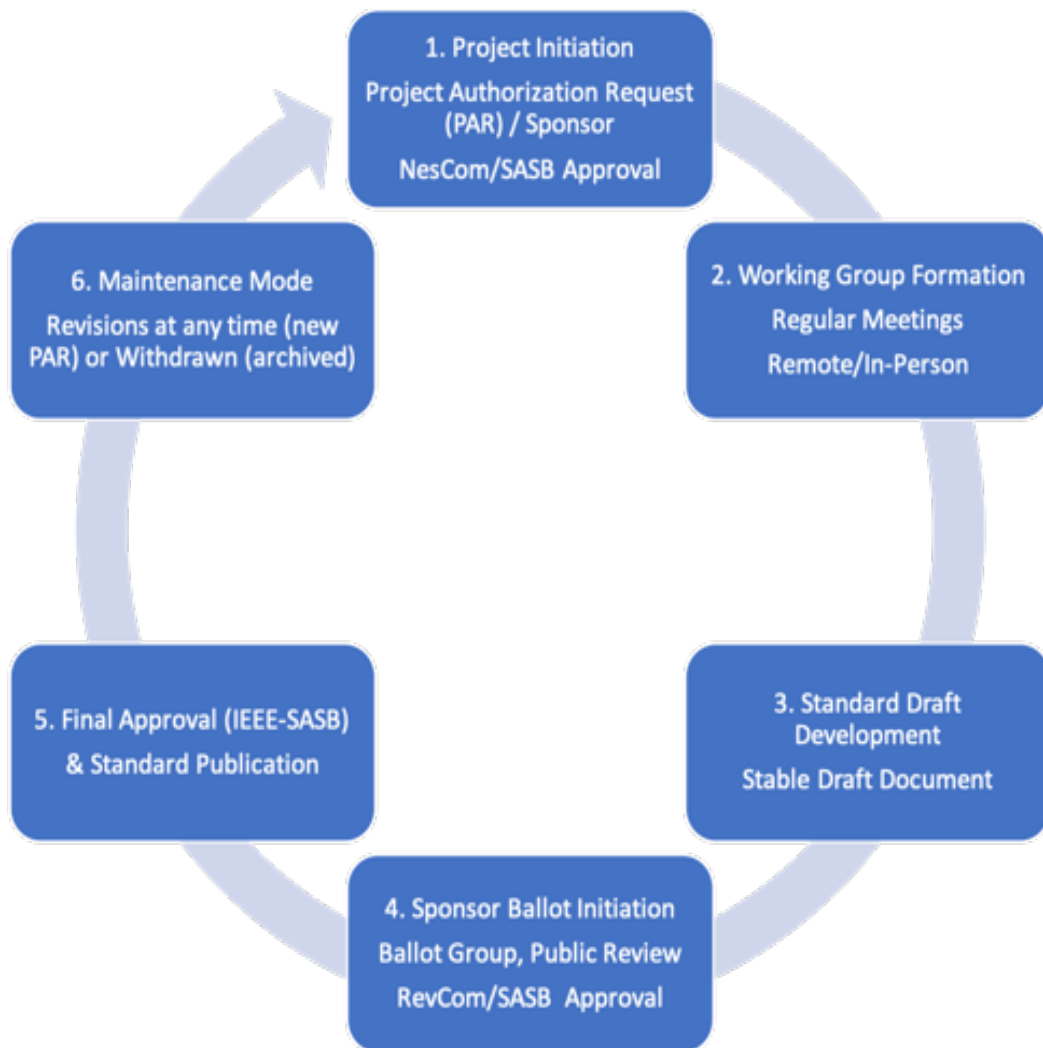 1. Project Initiation
Project Authorization Request
(PAR) / Sponsor
NesCom/SASB Approval
2. Working Group Formation
Regular Meetings
Remote/In-Person
3. Standard Draft
Development
Stable Draft Document
4. Sponsor Ballot Initiation
Ballot Group, Public Review
RevCom/SASB Approval
5. Final Approval (IEEE-SASB)
& Standard Publication
6. Maintenance Mode
Revisions at any time (new
PAR) or Withdrawn (archived)